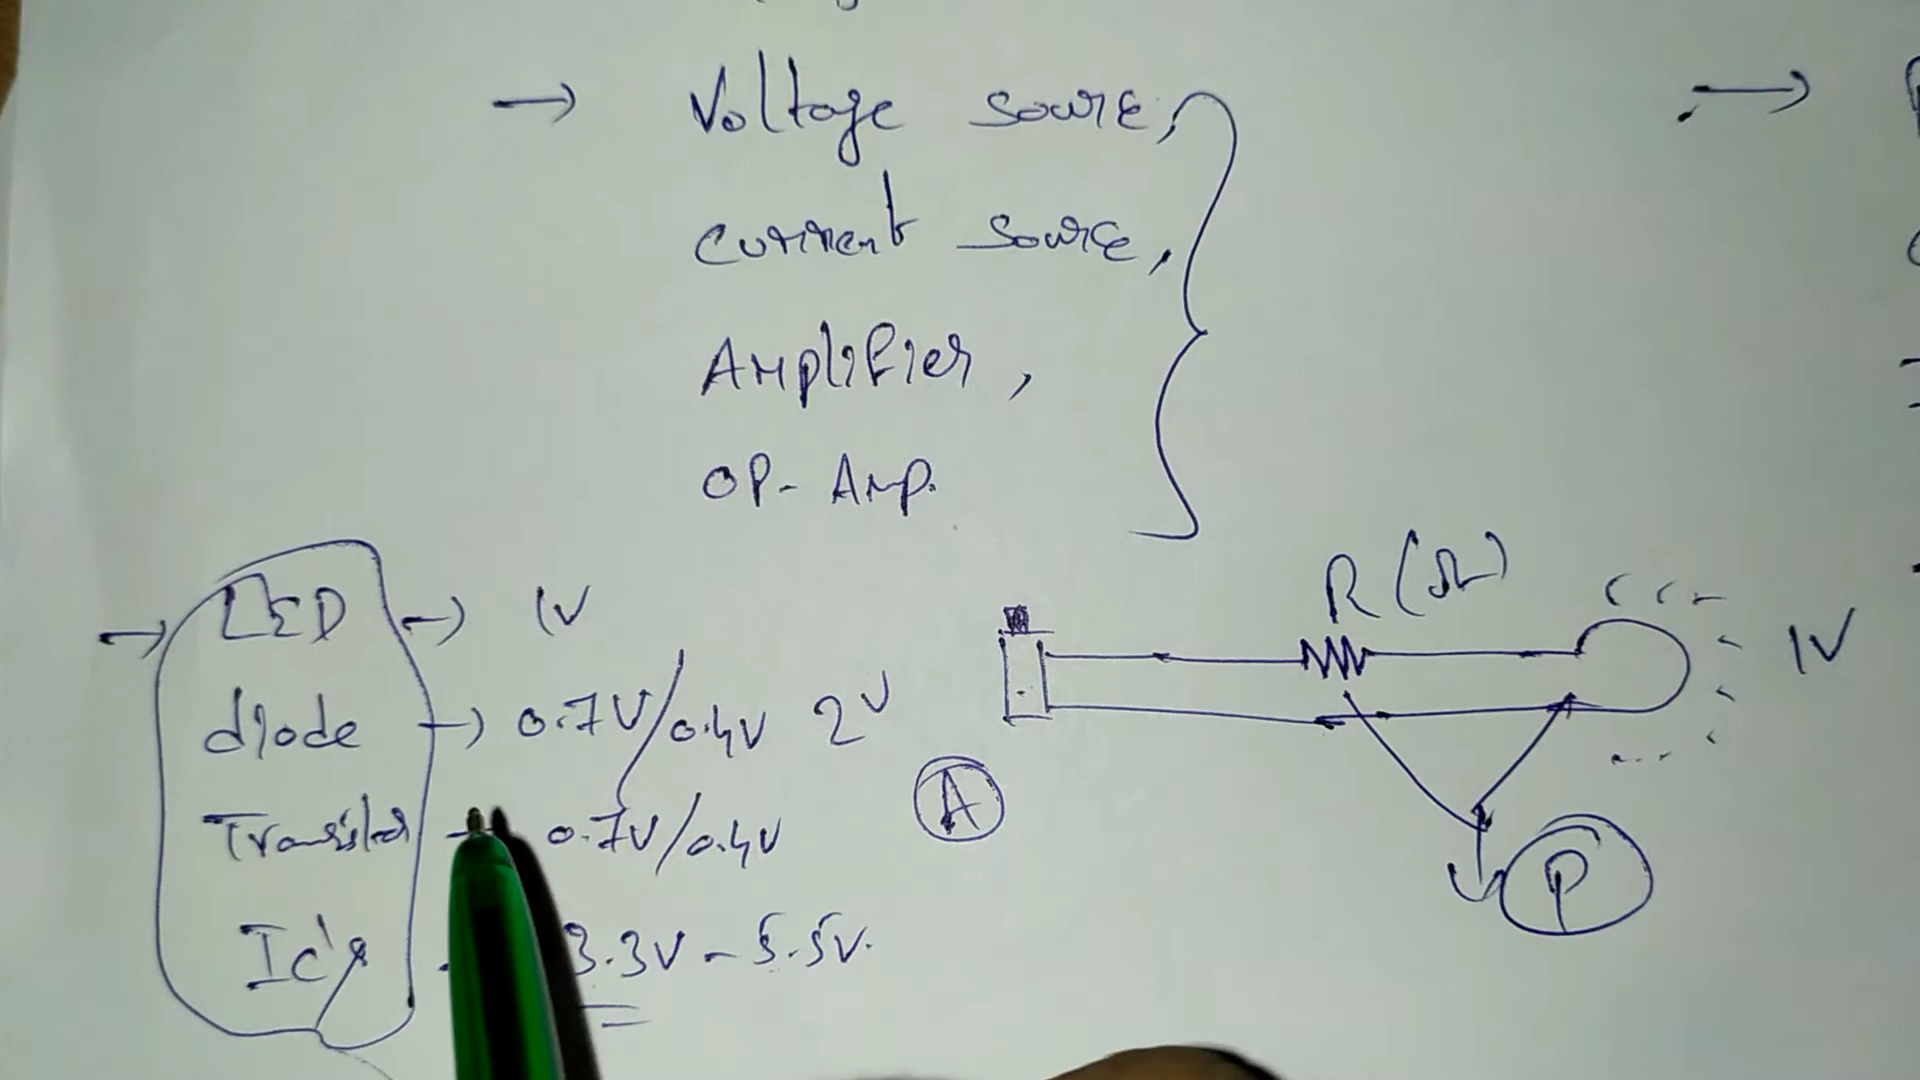 → Voltage source,
Current source,
Amplifier,
OP-Amp.
→ LED → 1V
diode → 0.7V/0.4V 2V
Transistor → 0.7V/0.4V
Ic's 3.3V - 5.5V.
R (Ω)
1V
A
P